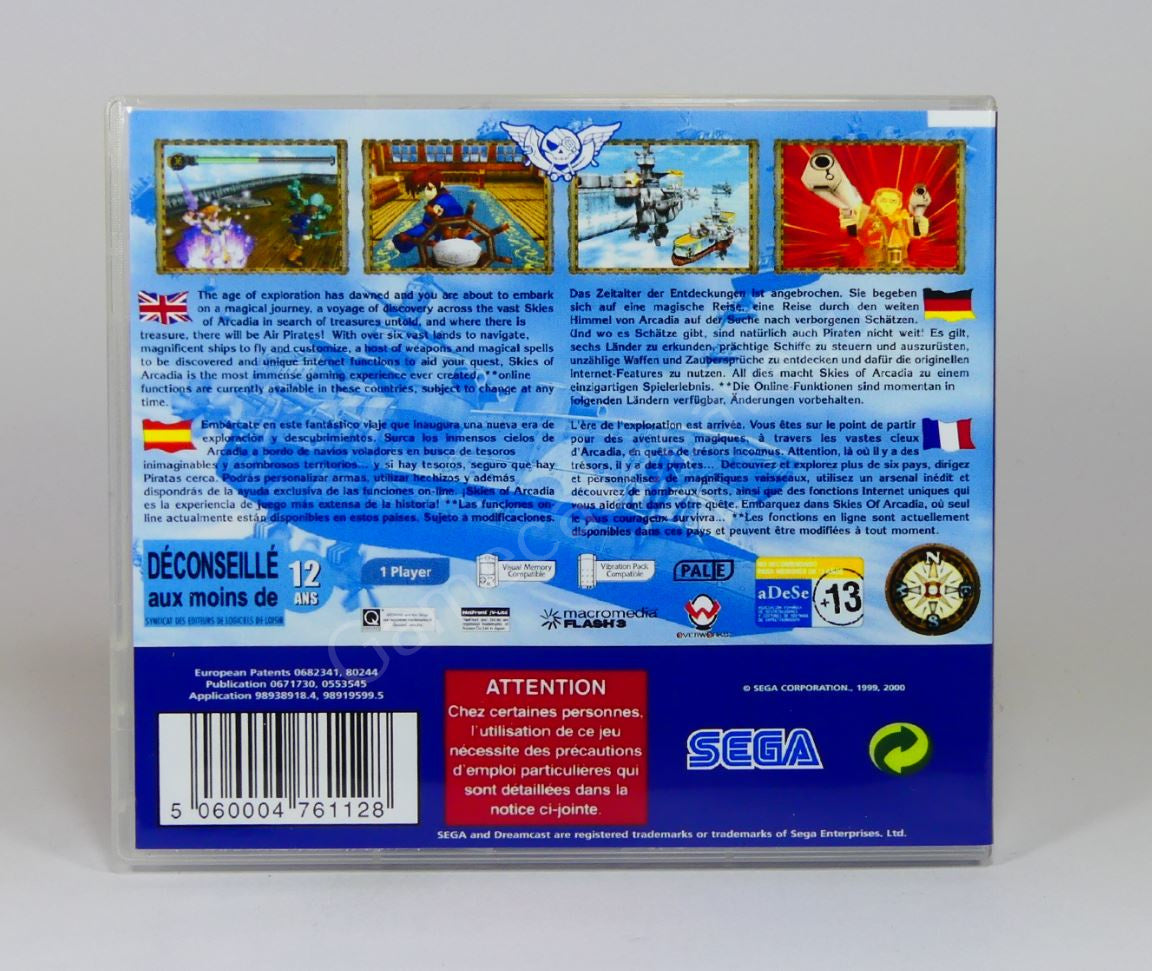 The age of exploration has dawned and you are about to embark
on a magical journey, a voyage of discovery across the vast Skies
of Arcadia in search of treasures untold, and where there is
treasure, there will be Air Pirates! With over six vast lands to navigate,
magnificent ships to fly and customize, a host of weapons and magical spells
to be discovered and unique Internet functions to aid your quest, Skies of
Arcadia is the most immense gaming experience ever created. **online
functions are currently available in these countries, subject to change at any
time.
Das Zeitalter der Entdeckungen ist angebrochen. Sie begeben
sich auf eine magische Reise, eine Reise durch den weiten
Himmel von Arcadia auf der Suche nach verborgenen Schätzen.
Und wo es Schätze gibt, sind natürlich auch Piraten nicht weit! Es gilt,
sechs Länder zu erkunden, prächtige Schiffe zu steuern und auszurüsten,
unzählige Waffen und Zaubersprüche zu entdecken und dafür die originellen
Internet-Features zu nutzen. All dies macht Skies of Arcadia zu einem
einzigartigen Spielerlebnis. **Die Online-Funktionen sind momentan in
folgenden Ländern verfügbar, Änderungen vorbehalten.
Embárcate en este fantástico viaje que inaugura una nueva era de
exploración y descubrimientos. Surca los inmensos cielos de
Arcadia a bordo de navios voladores en busca de tesoros
inimaginables y asombrosos territorios... y si hay tesoros, seguro que hay
Piratas cerca. Podrás personalizar armas, utilizar hechizos y además
dispondrás de la ayuda exclusiva de las funciones on-line. ¡Skies of Arcadia
es la experiencia de juego más extensa de la historia! **Las funciones on-
line actualmente están disponibles en estos paises. Sujeto a modificaciones.
L'ère de l'exploration est arrivée. Vous êtes sur le point de partir
pour des aventures magiques, à travers les vastes cieux
d'Arcadia, en quête de trésors inconnus. Attention, là où il y a des
trésors, il y a des pirates... Découvrez et explorez plus de six pays, dirigez
et personnalisez de magnifiques vaisseaux, utilisez un arsenal inédit et
découvrez de nombreux sorts, ainsi que des fonctions Internet uniques qui
vous aideront dans votre quête. Embarquez dans Skies Of Arcadia, où seul
le plus courageux survivra... **Les fonctions en ligne sont actuellement
disponibles dans ces pays et peuvent être modifiées à tout moment.
DÉCONSEILLÉ
aux moins de
12
ANS
SYNDICAT DES EDITEURS DE LOGICIELS DE LOISIR
1 Player
Visual Memory
Compatible
Vibration Pack
Compatible
PAL/E
macromedia
FLASH 3
OVERWORKS
aDeSe
+13
N
E
S
European Patents 0682341, 80244
Publication 0671730, 0553545
Application 98938918.4, 98919599.5
5 060004 761128
ATTENTION
Chez certaines personnes,
l'utilisation de ce jeu
nécessite des précautions
d'emploi particulières qui
sont détaillées dans la
notice ci-jointe.
© SEGA CORPORATION., 1999, 2000
SEGA
SEGA and Dreamcast are registered trademarks or trademarks of Sega Enterprises. Ltd.